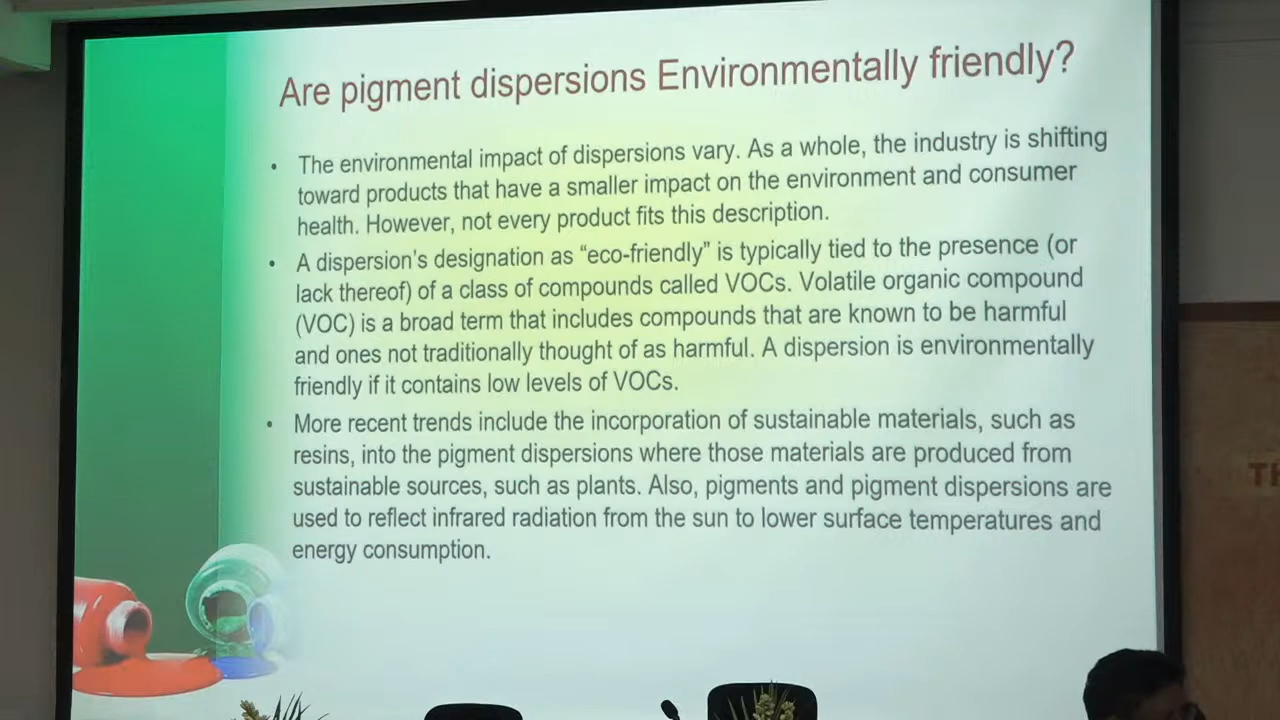 Are pigment dispersions Environmentally friendly?
• The environmental impact of dispersions vary. As a whole, the industry is shifting
toward products that have a smaller impact on the environment and consumer
health. However, not every product fits this description.
• A dispersion's designation as “eco-friendly” is typically tied to the presence (or
lack thereof) of a class of compounds called VOCs. Volatile organic compound
(VOC) is a broad term that includes compounds that are known to be harmful
and ones not traditionally thought of as harmful. A dispersion is environmentally
friendly if it contains low levels of VOCs.
• More recent trends include the incorporation of sustainable materials, such as
resins, into the pigment dispersions where those materials are produced from
sustainable sources, such as plants. Also, pigments and pigment dispersions are
used to reflect infrared radiation from the sun to lower surface temperatures and
energy consumption.